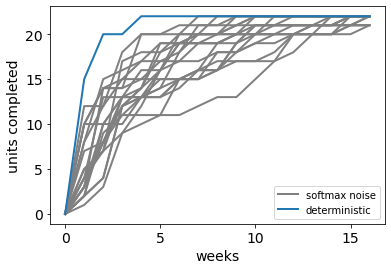 20
15
10
5
0
units completed
0 5 10 15
weeks
softmax noise
deterministic